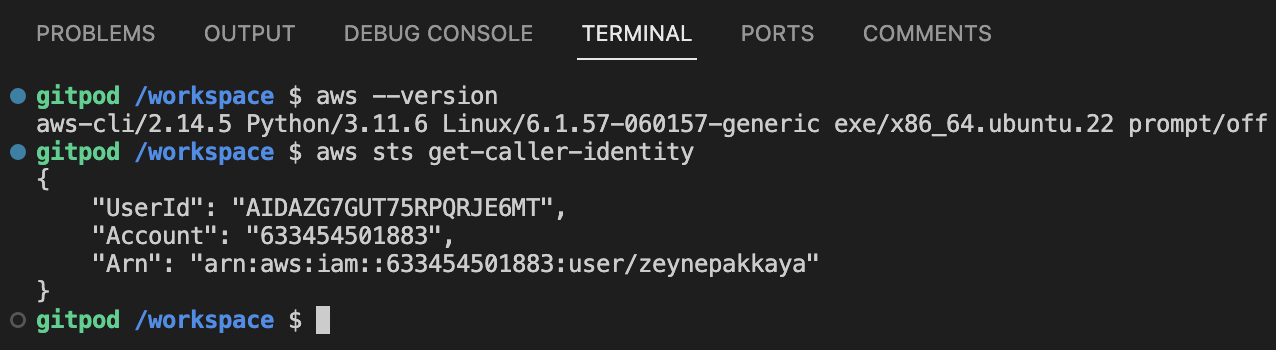 PROBLEMS OUTPUT DEBUG CONSOLE TERMINAL PORTS COMMENTS
gitpod /workspace $ aws --version
aws-cli/2.14.5 Python/3.11.6 Linux/6.1.57-060157-generic exe/x86_64.ubuntu.22 prompt/off
gitpod /workspace $ aws sts get-caller-identity
{
    "UserId": "AIDAZG7GUT75RPQRJE6MT",
    "Account": "633454501883",
    "Arn": "arn:aws:iam::633454501883:user/zeynepakkaya"
}
gitpod /workspace $